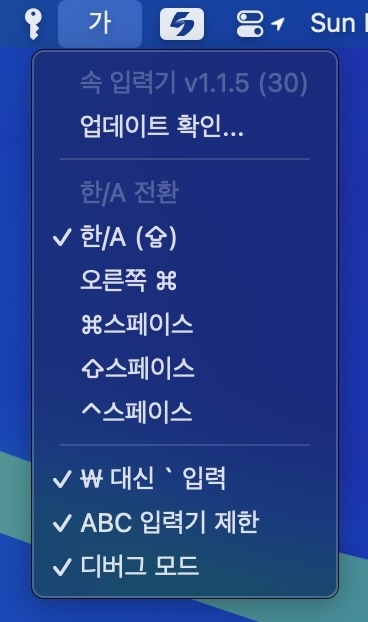 가
Sun
속 입력기 v1.1.5 (30)
업데이트 확인...
한/A 전환
✓ 한/A (⇪)
오른쪽 ⌘
⌘스페이스
⇧스페이스
^스페이스
✓ ₩ 대신 ` 입력
✓ ABC 입력기 제한
✓ 디버그 모드